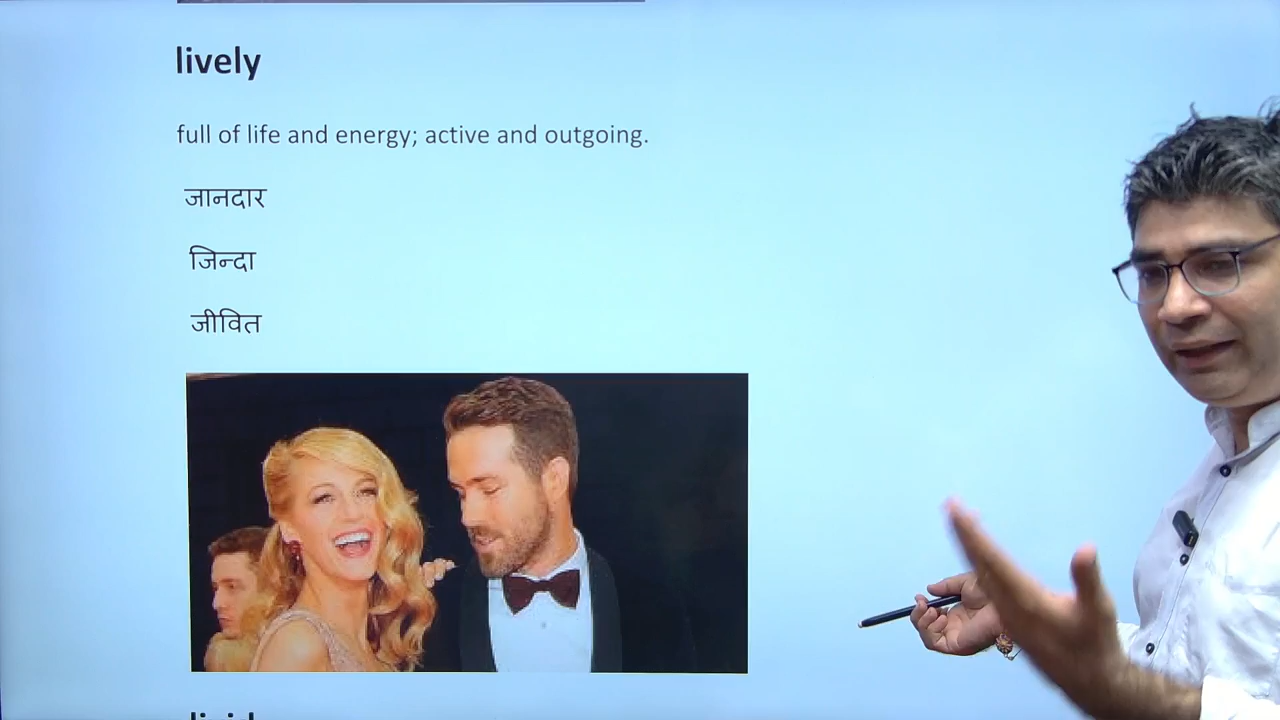 lively
full of life and energy; active and outgoing.
जानदार
जिन्दा
जीवित